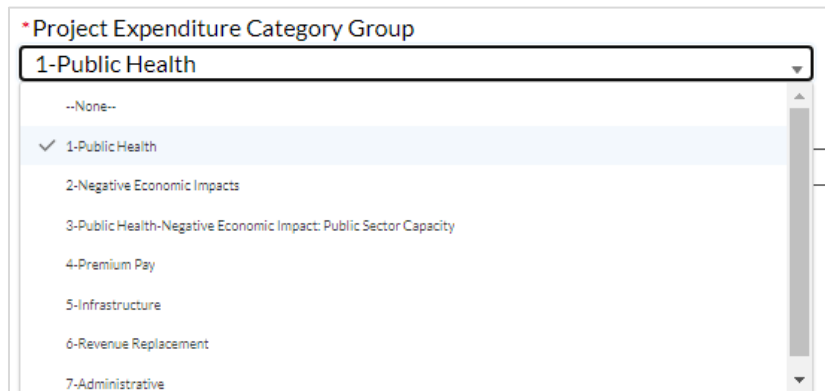 *Project Expenditure Category Group
1-Public Health
--None--
1-Public Health
2-Negative Economic Impacts
3-Public Health-Negative Economic Impact: Public Sector Capacity
4-Premium Pay
5-Infrastructure
6-Revenue Replacement
7-Administrative